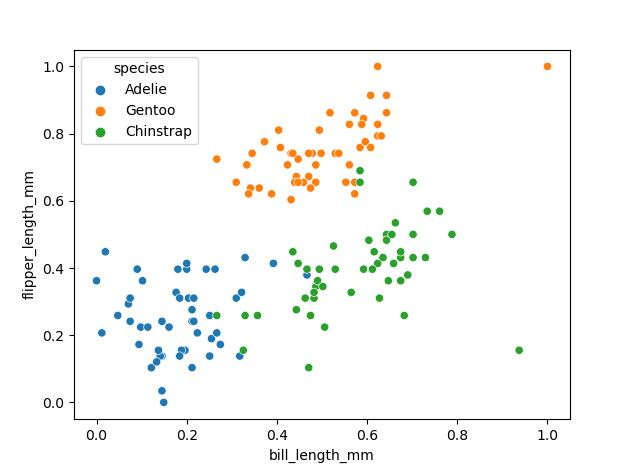 species
Adelie
Gentoo
Chinstrap
1.0
0.8
0.6
0.4
0.2
0.0
flipper_length_mm
0.0 0.2 0.4 0.6 0.8 1.0
bill_length_mm